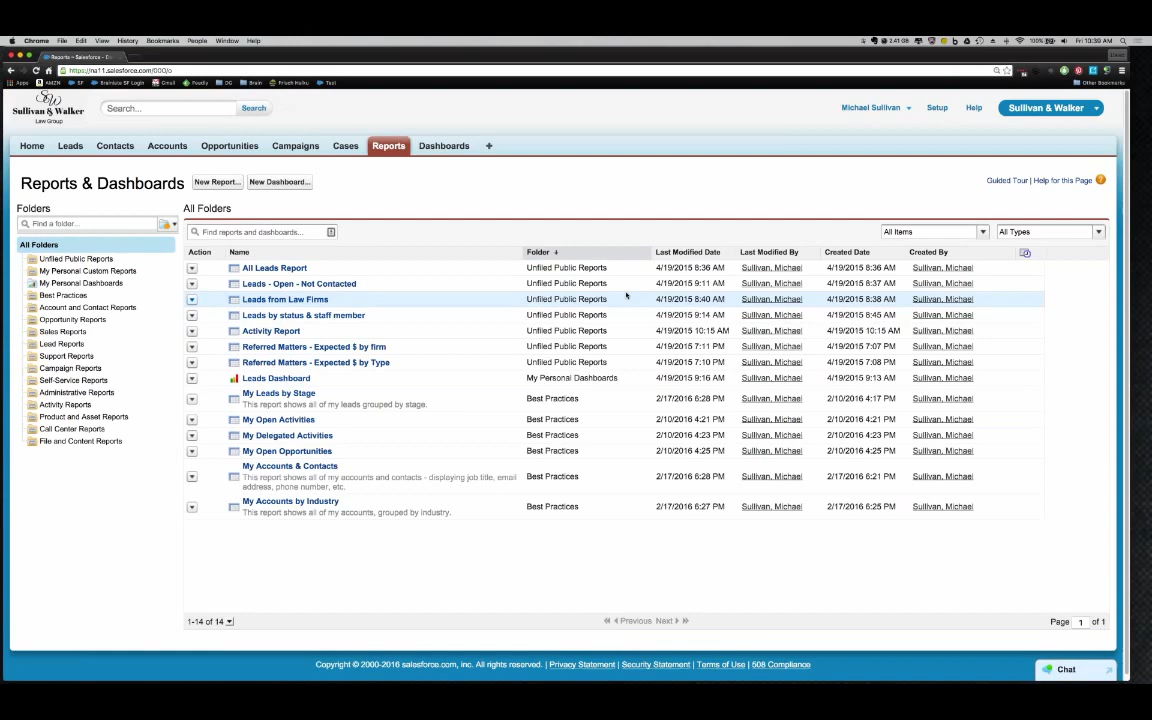 Chrome File Edit View History Bookmarks People Window Help 2.41 GB 100% Fri 10:39 AM
Reports ~ Salesforce - 
https://na11.salesforce.com/00O/o
Apps AMZN SF Brainiate SF Login Gmail Feedly DG Brain Priceh Heiku Test Other Bookmarks
Sullivan & Walker
Law Group
Search... Search Michael Sullivan Setup Help Sullivan & Walker
Home Leads Contacts Accounts Opportunities Campaigns Cases Reports Dashboards +
Reports & Dashboards New Report... New Dashboard... Guided Tour | Help for this Page ?
Folders All Folders
Find a folder... Find reports and dashboards... All Items All Types
All Folders
Unfiled Public Reports
My Personal Custom Reports
My Personal Dashboards
Best Practices
Account and Contact Reports
Opportunity Reports
Sales Reports
Lead Reports
Support Reports
Campaign Reports
Self-Service Reports
Administrative Reports
Activity Reports
Product and Asset Reports
Call Center Reports
File and Content Reports
Action Name Folder Last Modified Date Last Modified By Created Date Created By
All Leads Report Unfiled Public Reports 4/19/2015 8:36 AM Sullivan, Michael 4/19/2015 8:36 AM Sullivan, Michael
Leads - Open - Not Contacted Unfiled Public Reports 4/19/2015 9:11 AM Sullivan, Michael 4/19/2015 8:37 AM Sullivan, Michael
Leads from Law Firms Unfiled Public Reports 4/19/2015 8:40 AM Sullivan, Michael 4/19/2015 8:38 AM Sullivan, Michael
Leads by status & staff member Unfiled Public Reports 4/19/2015 9:14 AM Sullivan, Michael 4/19/2015 8:45 AM Sullivan, Michael
Activity Report Unfiled Public Reports 4/19/2015 10:15 AM Sullivan, Michael 4/19/2015 10:15 AM Sullivan, Michael
Referred Matters - Expected $ by firm Unfiled Public Reports 4/19/2015 7:11 PM Sullivan, Michael 4/19/2015 7:07 PM Sullivan, Michael
Referred Matters - Expected $ by Type Unfiled Public Reports 4/19/2015 7:10 PM Sullivan, Michael 4/19/2015 7:08 PM Sullivan, Michael
Leads Dashboard My Personal Dashboards 4/19/2015 9:16 AM Sullivan, Michael 4/19/2015 9:13 AM Sullivan, Michael
My Leads by Stage Best Practices 2/17/2016 6:28 PM Sullivan, Michael 2/10/2016 4:17 PM Sullivan, Michael
This report shows all of my leads grouped by stage.
My Open Activities Best Practices 2/10/2016 4:21 PM Sullivan, Michael 2/10/2016 4:21 PM Sullivan, Michael
My Delegated Activities Best Practices 2/10/2016 4:23 PM Sullivan, Michael 2/10/2016 4:23 PM Sullivan, Michael
My Open Opportunities Best Practices 2/10/2016 4:25 PM Sullivan, Michael 2/10/2016 4:25 PM Sullivan, Michael
My Accounts & Contacts Best Practices 2/17/2016 6:28 PM Sullivan, Michael 2/17/2016 6:21 PM Sullivan, Michael
This report shows all of my accounts and contacts - displaying job title, email
address, phone number, etc.
My Accounts by Industry Best Practices 2/17/2016 6:27 PM Sullivan, Michael 2/17/2016 6:25 PM Sullivan, Michael
This report shows all of my accounts, grouped by industry.
1-14 of 14 Previous Next Page 1 of 1
Copyright © 2000-2016 salesforce.com, inc. All rights reserved. | Privacy Statement | Security Statement | Terms of Use | 508 Compliance
Chat